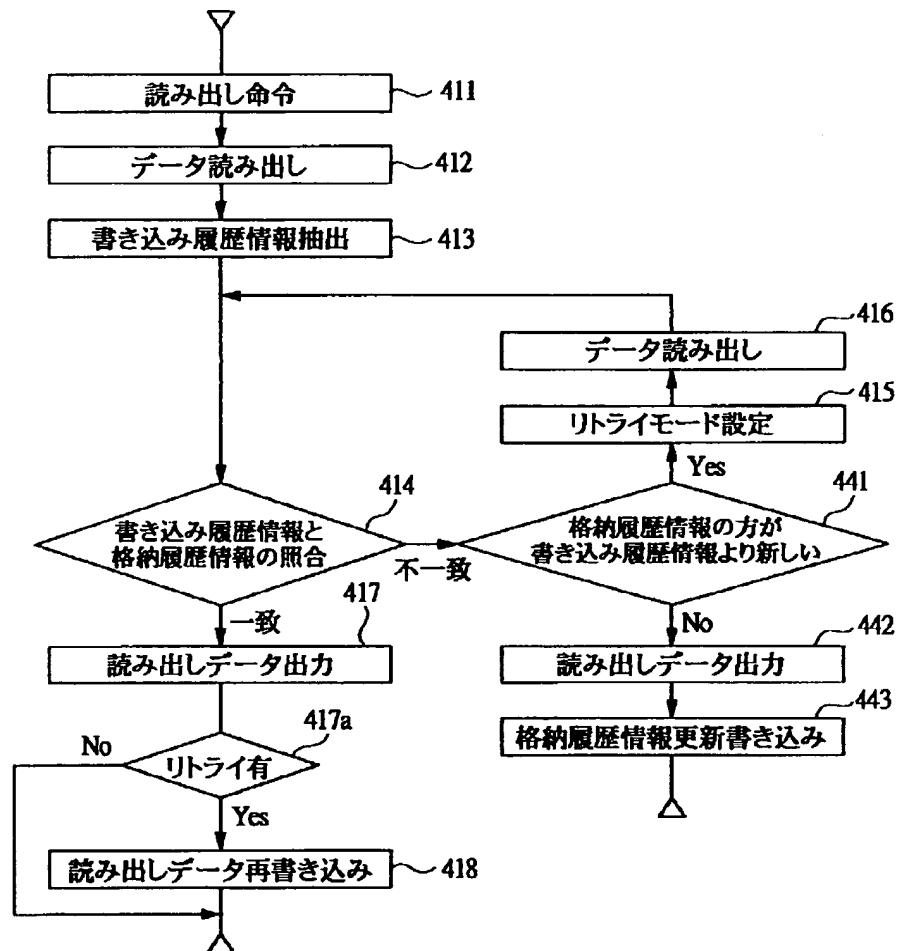 読み出し命令
411
データ読み出し
412
書き込み履歴情報抽出
413
416
データ読み出し
415
リトライモード設定
Yes
414
書き込み履歴情報と
格納履歴情報の照合
不一致
441
格納履歴情報の方が
書き込み履歴情報より新しい
一致
417
読み出しデータ出力
No
442
読み出しデータ出力
443
格納履歴情報更新書き込み
417a
リトライ有
No
Yes
読み出しデータ再書き込み
418